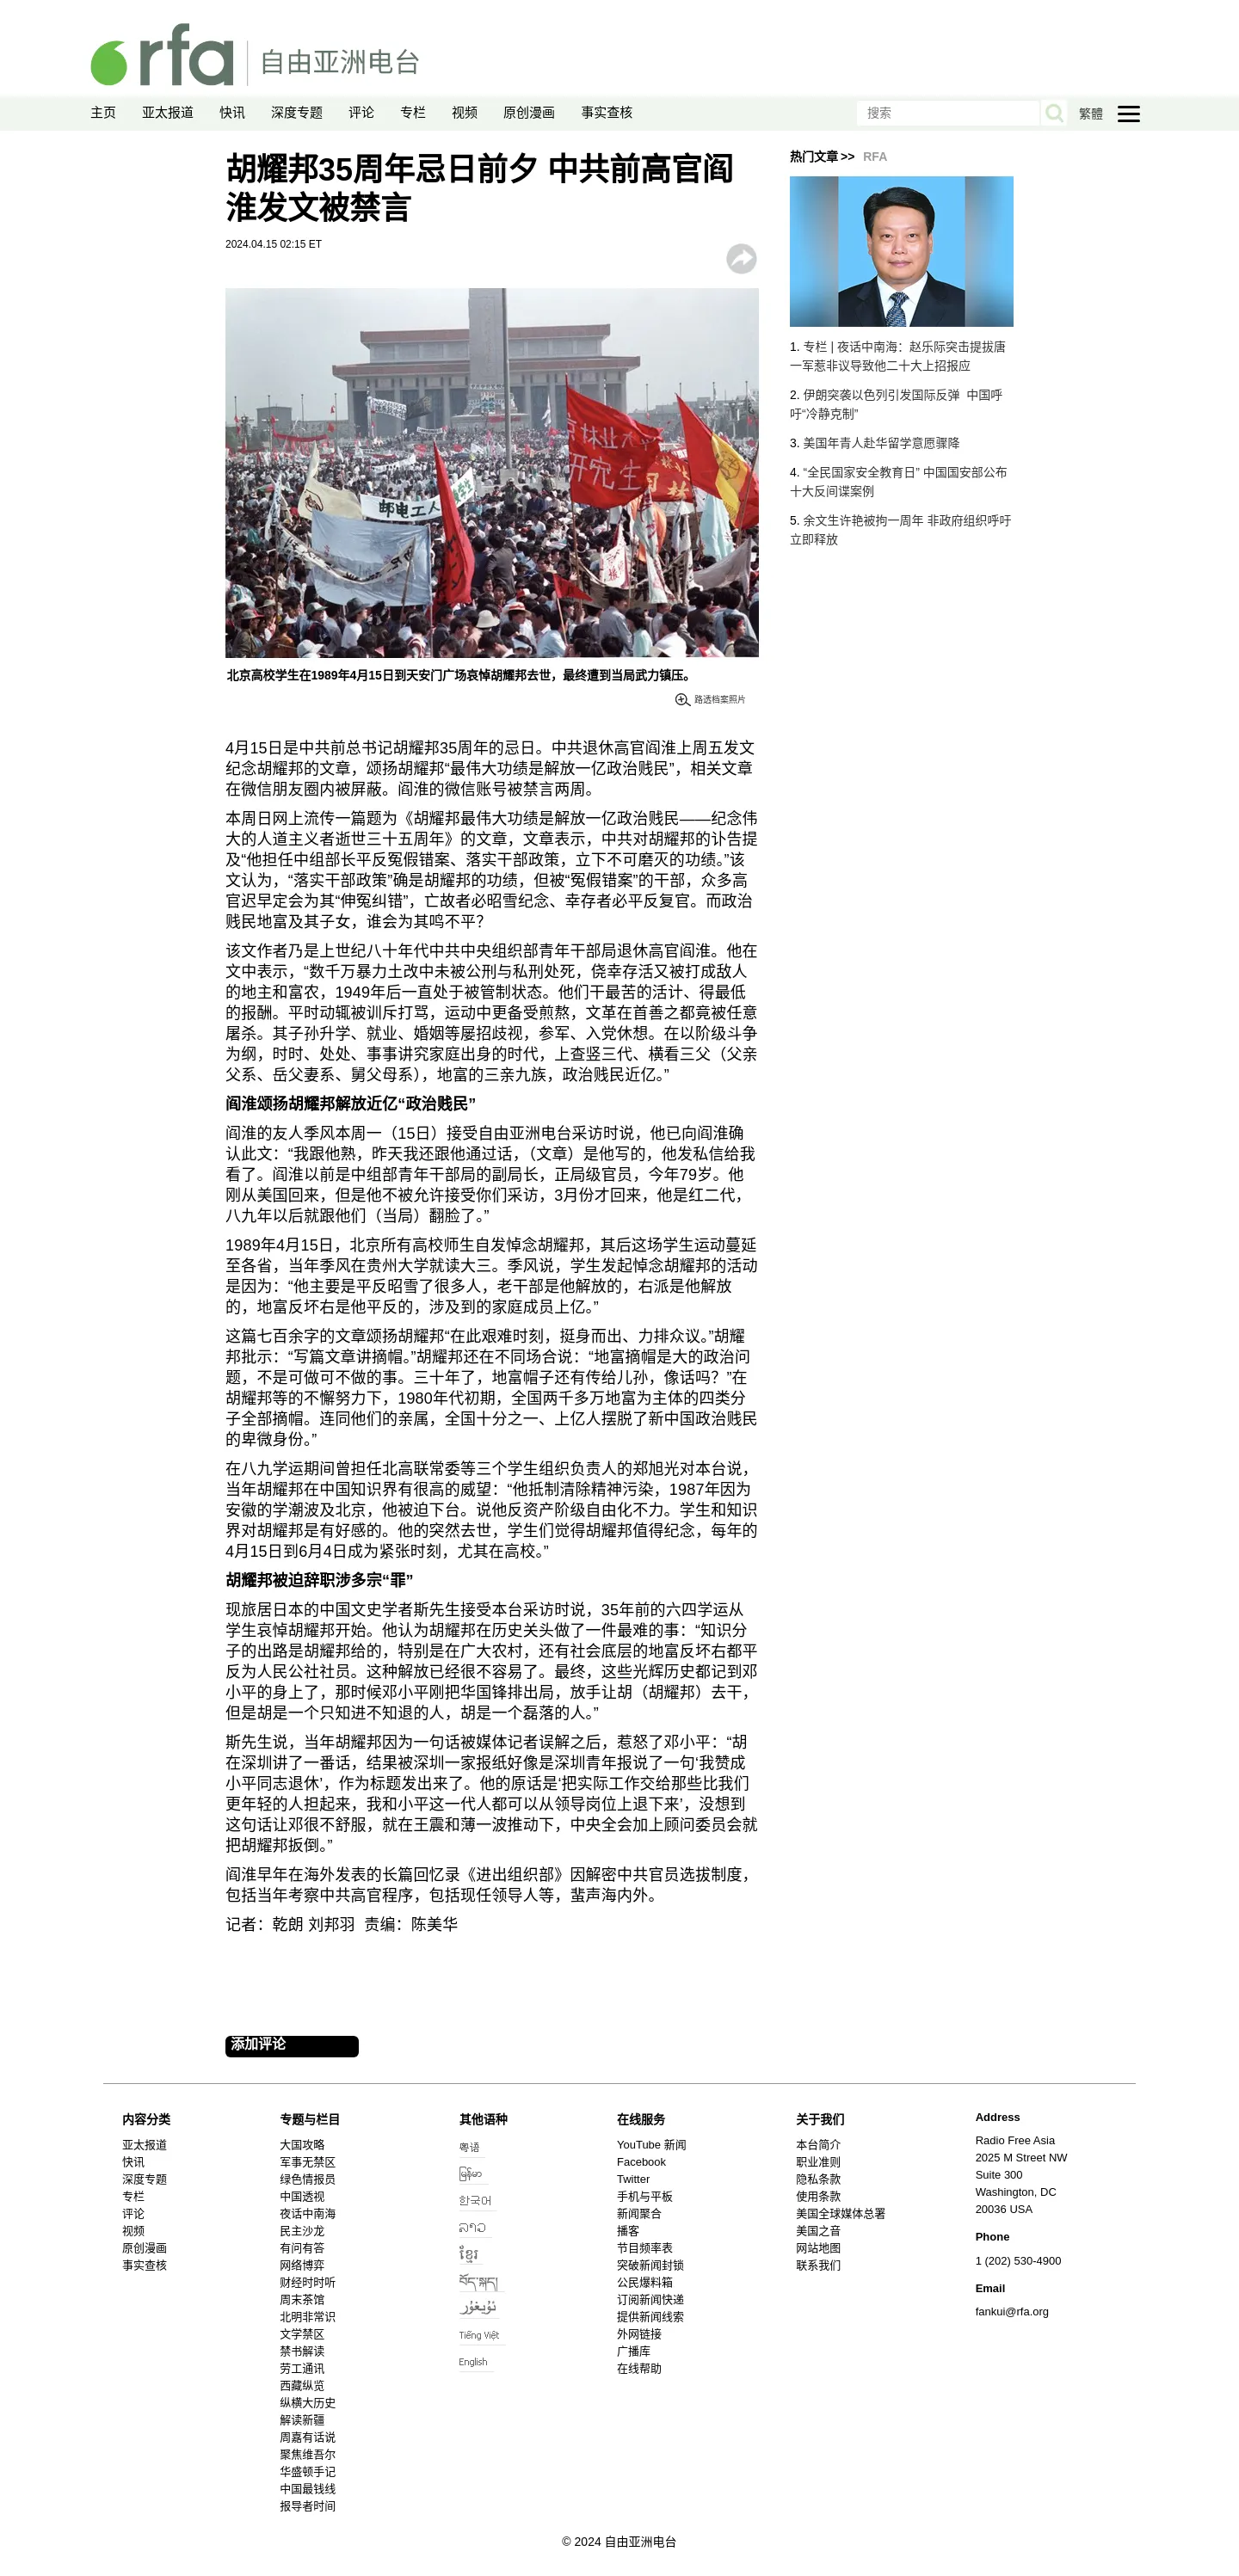 rfa 自由亚洲电台
主页 亚太报道 快讯 深度专题 评论 专栏 视频 原创漫画 事实查核 搜索 繁體
胡耀邦35周年忌日前夕 中共前高官阎
淮发文被禁言
2024.04.15 02:15 ET
邮电工人
北京高校学生在1989年4月15日到天安门广场哀悼胡耀邦去世，最终遭到当局武力镇压。
路透档案照片
4月15日是中共前总书记胡耀邦35周年的忌日。中共退休高官阎淮上周五发文
纪念胡耀邦的文章，颂扬胡耀邦“最伟大功绩是解放一亿政治贱民”，相关文章
在微信朋友圈内被屏蔽。阎淮的微信账号被禁言两周。
本周日网上流传一篇题为《胡耀邦最伟大功绩是解放一亿政治贱民——纪念伟
大的人道主义者逝世三十五周年》的文章，文章表示，中共对胡耀邦的讣告提
及“他担任中组部长平反冤假错案、落实干部政策，立下不可磨灭的功绩。”该
文认为，“落实干部政策”确是胡耀邦的功绩，但被“冤假错案”的干部，众多高
官迟早定会为其“伸冤纠错”，亡故者必昭雪纪念、幸存者必平反复官。而政治
贱民地富及其子女，谁会为其鸣不平？
该文作者乃是上世纪八十年代中共中央组织部青年干部局退休高官阎淮。他在
文中表示，“数千万暴力土改中未被公刑与私刑处死，侥幸存活又被打成敌人
的地主和富农，1949年后一直处于被管制状态。他们干最苦的活计、得最低
的报酬。平时动辄被训斥打骂，运动中更备受煎熬，文革在首善之都竟被任意
屠杀。其子孙升学、就业、婚姻等屡招歧视，参军、入党休想。在以阶级斗争
为纲，时时、处处、事事讲究家庭出身的时代，上查竖三代、横看三父（父亲
父系、岳父妻系、舅父母系），地富的三亲九族，政治贱民近亿。”
阎淮颂扬胡耀邦解放近亿“政治贱民”
阎淮的友人季风本周一（15日）接受自由亚洲电台采访时说，他已向阎淮确
认此文：“我跟他熟，昨天我还跟他通过话，（文章）是他写的，他发私信给我
看了。阎淮以前是中组部青年干部局的副局长，正局级官员，今年79岁。他
刚从美国回来，但是他不被允许接受你们采访，3月份才回来，他是红二代，
八九年以后就跟他们（当局）翻脸了。”
1989年4月15日，北京所有高校师生自发悼念胡耀邦，其后这场学生运动蔓延
至各省，当年季风在贵州大学就读大三。季风说，学生发起悼念胡耀邦的活动
是因为：“他主要是平反昭雪了很多人，老干部是他解放的，右派是他解放
的，地富反坏右是他平反的，涉及到的家庭成员上亿。”
这篇七百余字的文章颂扬胡耀邦“在此艰难时刻，挺身而出、力排众议。”胡耀
邦批示：“写篇文章讲摘帽。”胡耀邦还在不同场合说：“地富摘帽是大的政治问
题，不是可做可不做的事。三十年了，地富帽子还有传给儿孙，像话吗？”在
胡耀邦等的不懈努力下，1980年代初期，全国两千多万地富为主体的四类分
子全部摘帽。连同他们的亲属，全国十分之一、上亿人摆脱了新中国政治贱民
的卑微身份。”
在八九学运期间曾担任北高联常委等三个学生组织负责人的郑旭光对本台说，
当年胡耀邦在中国知识界有很高的威望：“他抵制清除精神污染，1987年因为
安徽的学潮波及北京，他被迫下台。说他反资产阶级自由化不力。学生和知识
界对胡耀邦是有好感的。他的突然去世，学生们觉得胡耀邦值得纪念，每年的
4月15日到6月4日成为紧张时刻，尤其在高校。”
胡耀邦被迫辞职涉多宗“罪”
现旅居日本的中国文史学者斯先生接受本台采访时说，35年前的六四学运从
学生哀悼胡耀邦开始。他认为胡耀邦在历史关头做了一件最难的事：“知识分
子的出路是胡耀邦给的，特别是在广大农村，还有社会底层的地富反坏右都平
反为人民公社社员。这种解放已经很不容易了。最终，这些光辉历史都记到邓
小平的身上了，那时候邓小平刚把华国锋排出局，放手让胡（胡耀邦）去干，
但是胡是一个只知进不知退的人，胡是一个磊落的人。”
斯先生说，当年胡耀邦因为一句话被媒体记者误解之后，惹怒了邓小平：“胡
在深圳讲了一番话，结果被深圳一家报纸好像是深圳青年报说了一句‘我赞成
小平同志退休’，作为标题发出来了。他的原话是‘把实际工作交给那些比我们
更年轻的人担起来，我和小平这一代人都可以从领导岗位上退下来’，没想到
这句话让邓很不舒服，就在王震和薄一波推动下，中央全会加上顾问委员会就
把胡耀邦扳倒。”
阎淮早年在海外发表的长篇回忆录《进出组织部》因解密中共官员选拔制度，
包括当年考察中共高官程序，包括现任领导人等，蜚声海内外。
记者：乾朗 刘邦羽 责编：陈美华
添加评论
热门文章 >> RFA
1. 专栏 | 夜话中南海：赵乐际突击提拔唐
一军惹非议导致他二十大上招报应
2. 伊朗突袭以色列引发国际反弹 中国呼
吁“冷静克制”
3. 美国年青人赴华留学意愿骤降
4. “全民国家安全教育日” 中国国安部公布
十大反间谍案例
5. 余文生许艳被拘一周年 非政府组织呼吁
立即释放
内容分类
亚太报道
快讯
深度专题
专栏
评论
视频
原创漫画
事实查核
专题与栏目
大国攻略
军事无禁区
绿色情报员
中国透视
夜话中南海
民主沙龙
有问有答
网络博弈
财经时时听
周末茶馆
北明非常识
文学禁区
禁书解读
劳工通讯
西藏纵览
纵横大历史
解读新疆
周嘉有话说
聚焦维吾尔
华盛顿手记
中国最钱线
报导者时间
其他语种
粤语
မြန်မာ
한국어
ລາວ
ខ្មែរ
བོད་སྐད།
ئۇيغۇر
Tiếng Việt
English
在线服务
YouTube 新闻
Facebook
Twitter
手机与平板
新闻聚合
播客
节目频率表
突破新闻封锁
公民爆料箱
订阅新闻快递
提供新闻线索
外网链接
广播库
在线帮助
关于我们
本台简介
职业准则
隐私条款
使用条款
美国全球媒体总署
美国之音
网站地图
联系我们
Address
Radio Free Asia
2025 M Street NW
Suite 300
Washington, DC
20036 USA
Phone
1 (202) 530-4900
Email
fankui@rfa.org
© 2024 自由亚洲电台